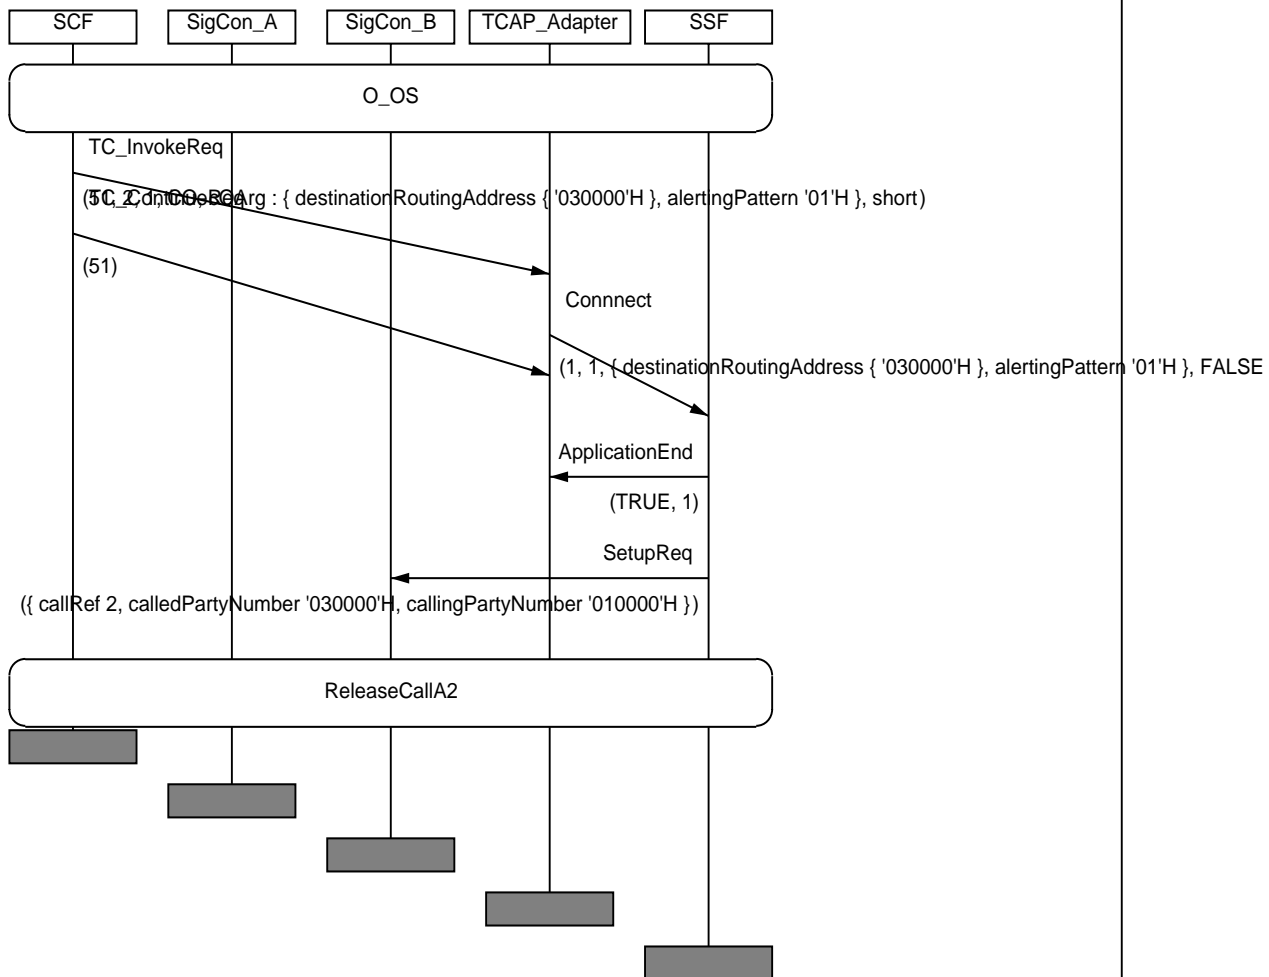 SCF SigCon_A SigCon_B TCAP_Adapter SSF
O_OS
TC_InvokeReq
Arg : { destinationRoutingAddress { '030000'H }, alertingPattern '01'H }, short)
(51)
Connnect
(1, 1, { destinationRoutingAddress { '030000'H }, alertingPattern '01'H }, FALSE
ApplicationEnd
(TRUE, 1)
SetupReq
({ callRef 2, calledPartyNumber '030000'H, callingPartyNumber '010000'H })
ReleaseCallA2